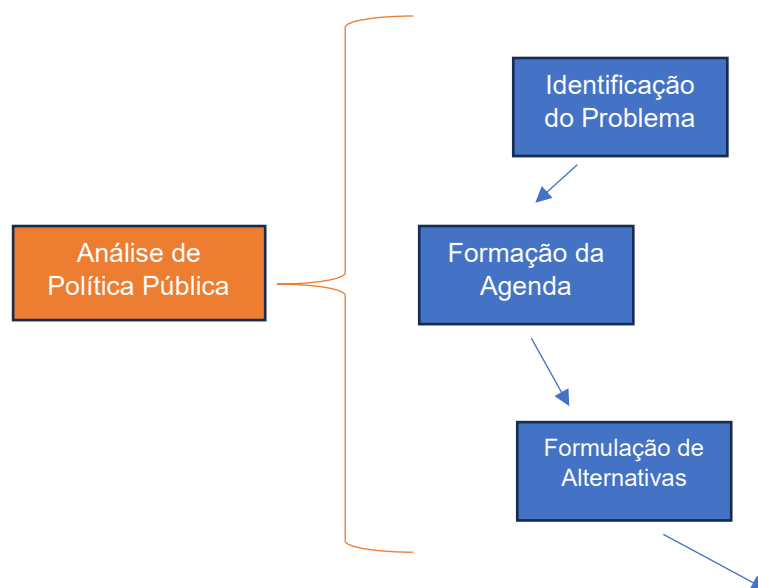 Identificação
do Problema
Análise de
Política Pública
Formação da
Agenda
Formulação de
Alternativas